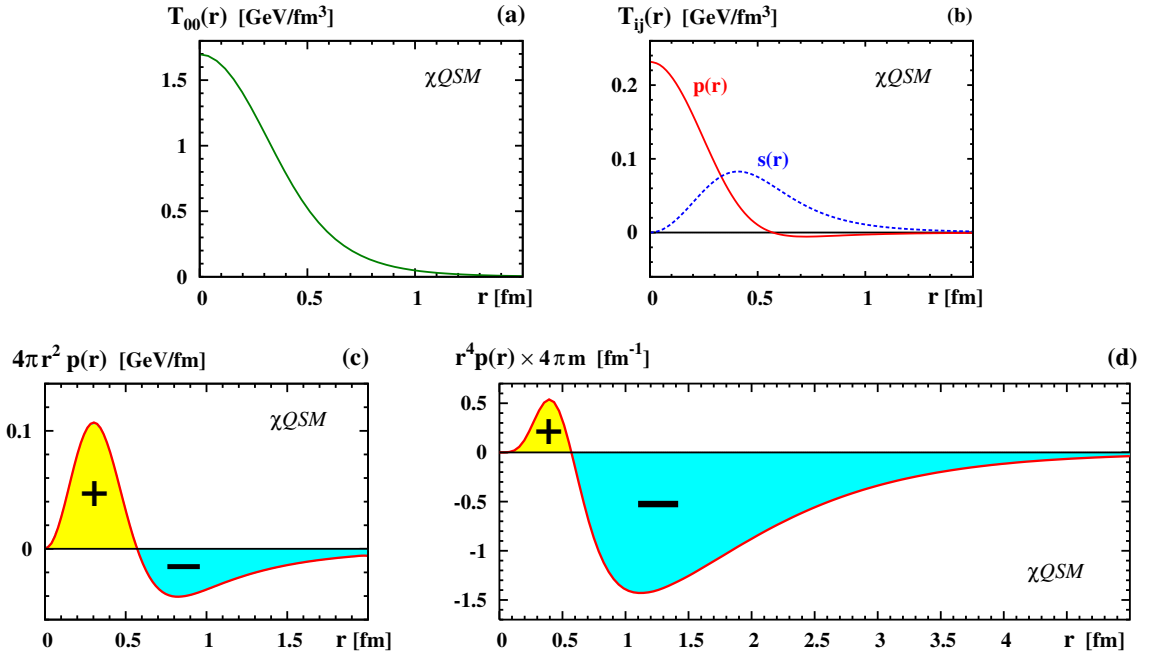 T₀₀(r) [GeV/fm³] (a)
χQSM
1.5
1
0.5
0
0 0.5 1 r [fm]
Tᵢⱼ(r) [GeV/fm³] (b)
χQSM
p(r)
s(r)
0.2
0.1
0
0 0.5 1 r [fm]
4πr² p(r) [GeV/fm] (c)
χQSM
0.1
0
+
−
0 0.5 1 r [fm]
r⁴p(r) × 4πm [fm⁻¹] (d)
0.5
0
-0.5
-1
-1.5
+
−
χQSM
0 0.5 1 1.5 2 2.5 3 3.5 4 r [fm]